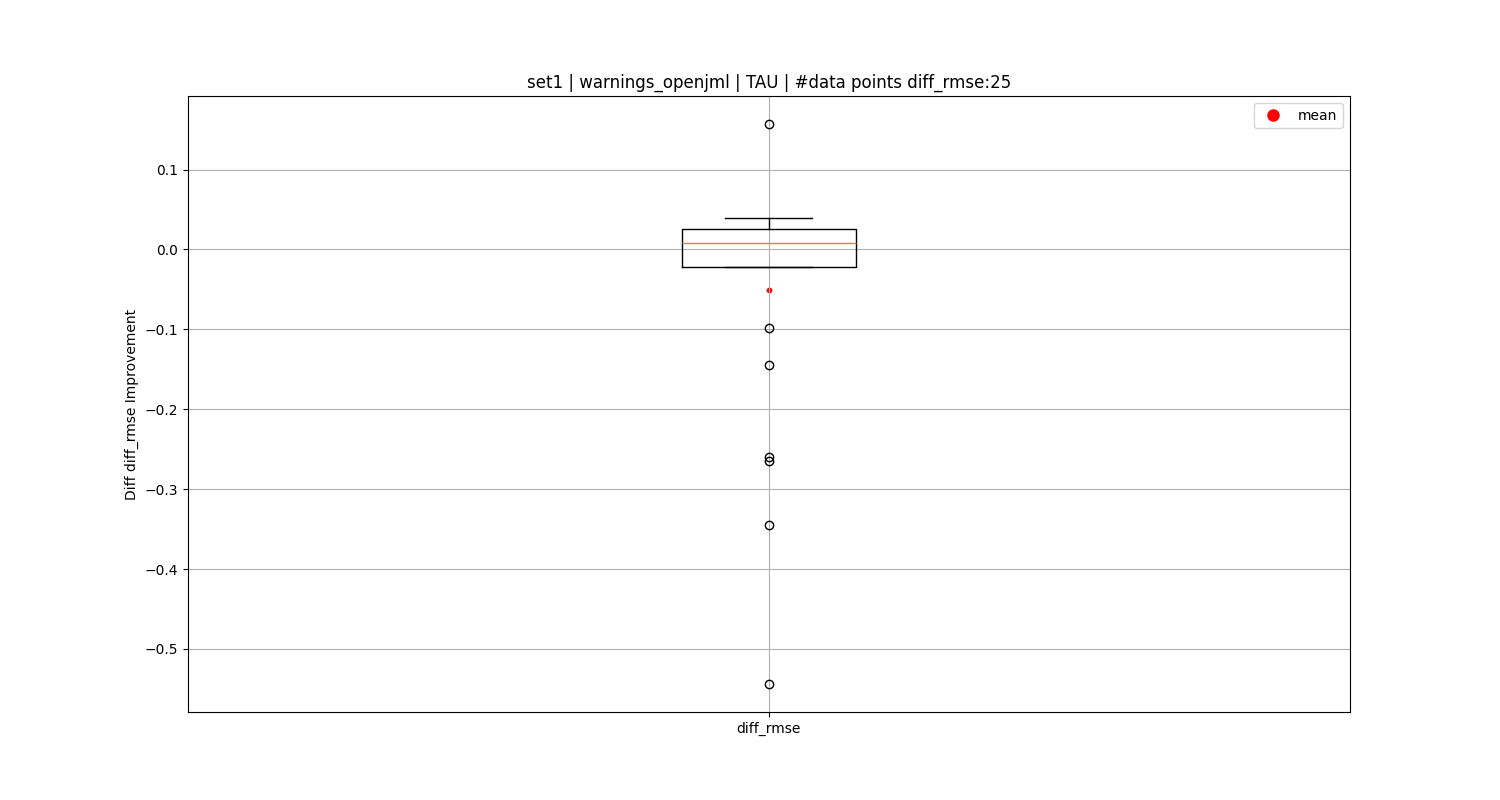 set1 | warnings_openjml | TAU | #data points diff_rmse:25
mean
0.1
0.0
−0.1
−0.2
−0.3
−0.4
−0.5
Diff diff_rmse Improvement
diff_rmse